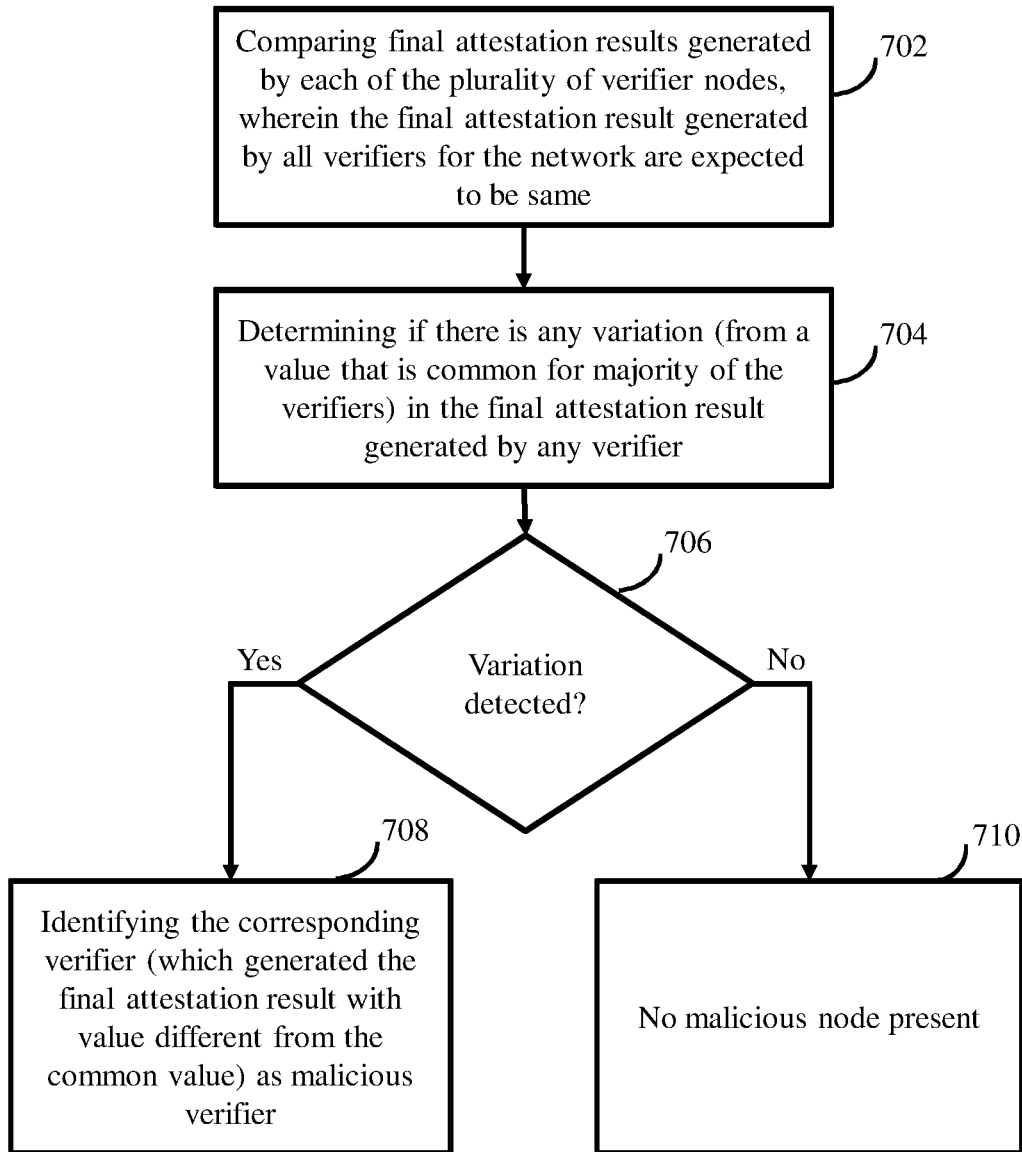 Comparing final attestation results generated
by each of the plurality of verifier nodes,
wherein the final attestation result generated
by all verifiers for the network are expected
to be same
702
Determining if there is any variation (from a
value that is common for majority of the
verifiers) in the final attestation result
generated by any verifier
704
706
Variation
detected?
Yes
No
708
Identifying the corresponding
verifier (which generated the
final attestation result with
value different from the
common value) as malicious
verifier
710
No malicious node present